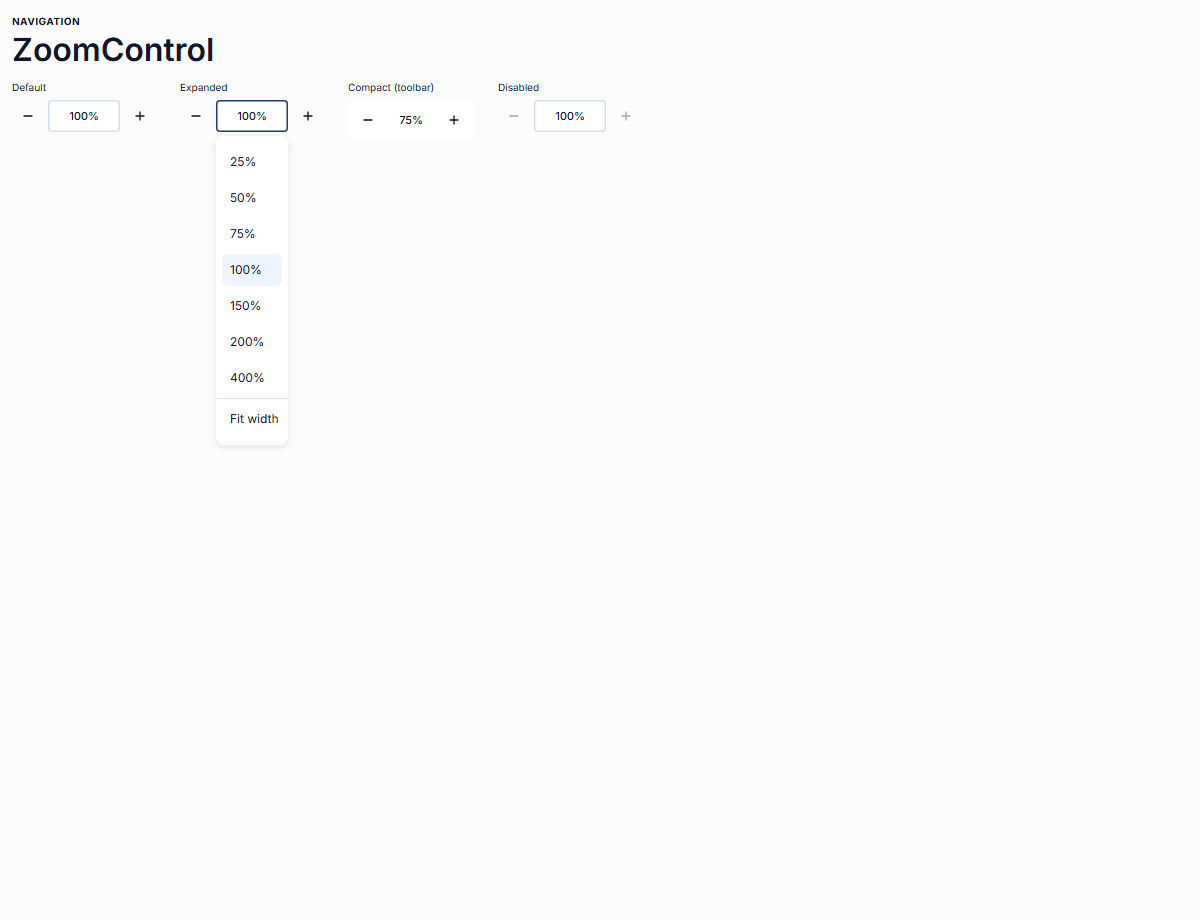 NAVIGATION
ZoomControl
Default
Expanded
Compact (toolbar)
Disabled
− 100% +
− 100% +
− 75% +
− 100% +
25%
50%
75%
100%
150%
200%
400%
Fit width